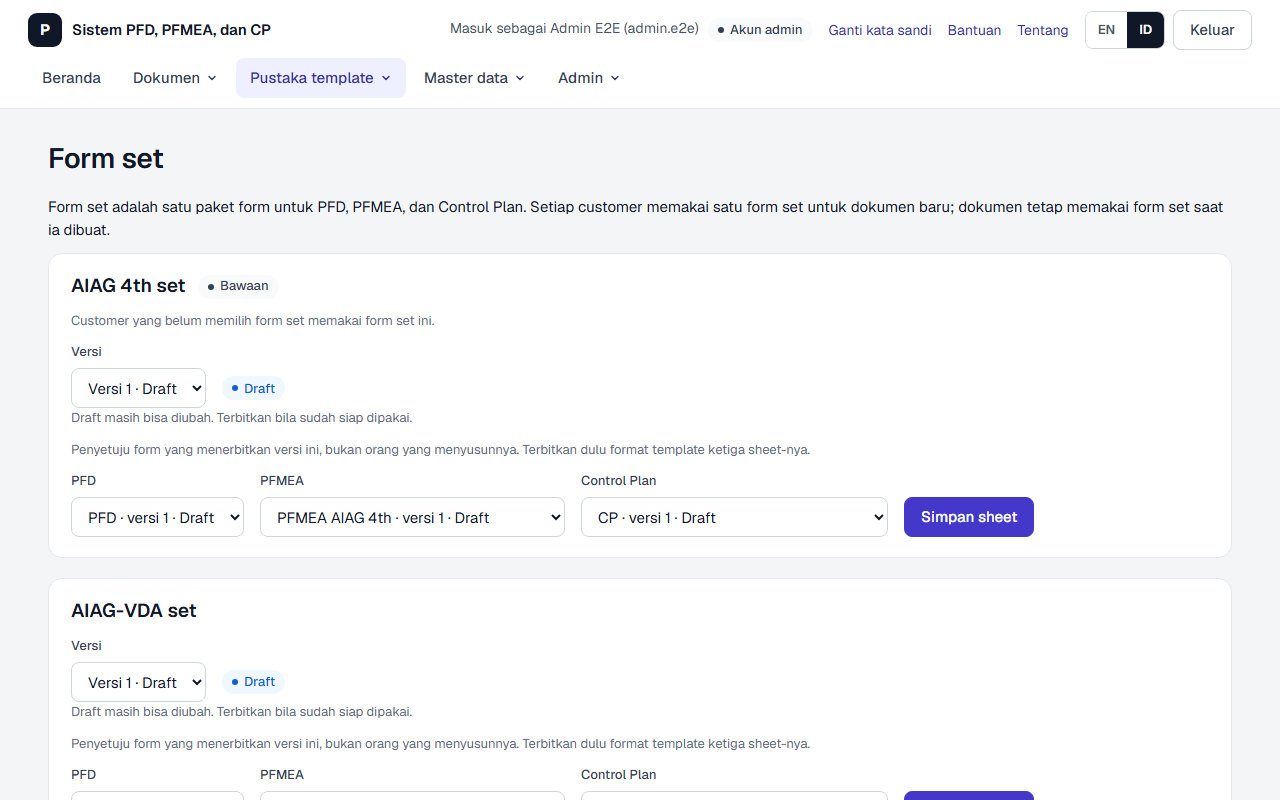 P Sistem PFD, PFMEA, dan CP Masuk sebagai Admin E2E (admin.e2e) Akun admin Ganti kata sandi Bantuan Tentang EN ID Keluar
Beranda Dokumen Pustaka template Master data Admin
Form set
Form set adalah satu paket form untuk PFD, PFMEA, dan Control Plan. Setiap customer memakai satu form set untuk dokumen baru; dokumen tetap memakai form set saat
ia dibuat.
AIAG 4th set Bawaan
Customer yang belum memilih form set memakai form set ini.
Versi
Versi 1 · Draft Draft
Draft masih bisa diubah. Terbitkan bila sudah siap dipakai.
Penyetuju form yang menerbitkan versi ini, bukan orang yang menyusunnya. Terbitkan dulu format template ketiga sheet-nya.
PFD PFMEA Control Plan
PFD · versi 1 · Draft PFMEA AIAG 4th · versi 1 · Draft CP · versi 1 · Draft Simpan sheet
AIAG-VDA set
Versi
Versi 1 · Draft Draft
Draft masih bisa diubah. Terbitkan bila sudah siap dipakai.
Penyetuju form yang menerbitkan versi ini, bukan orang yang menyusunnya. Terbitkan dulu format template ketiga sheet-nya.
PFD PFMEA Control Plan